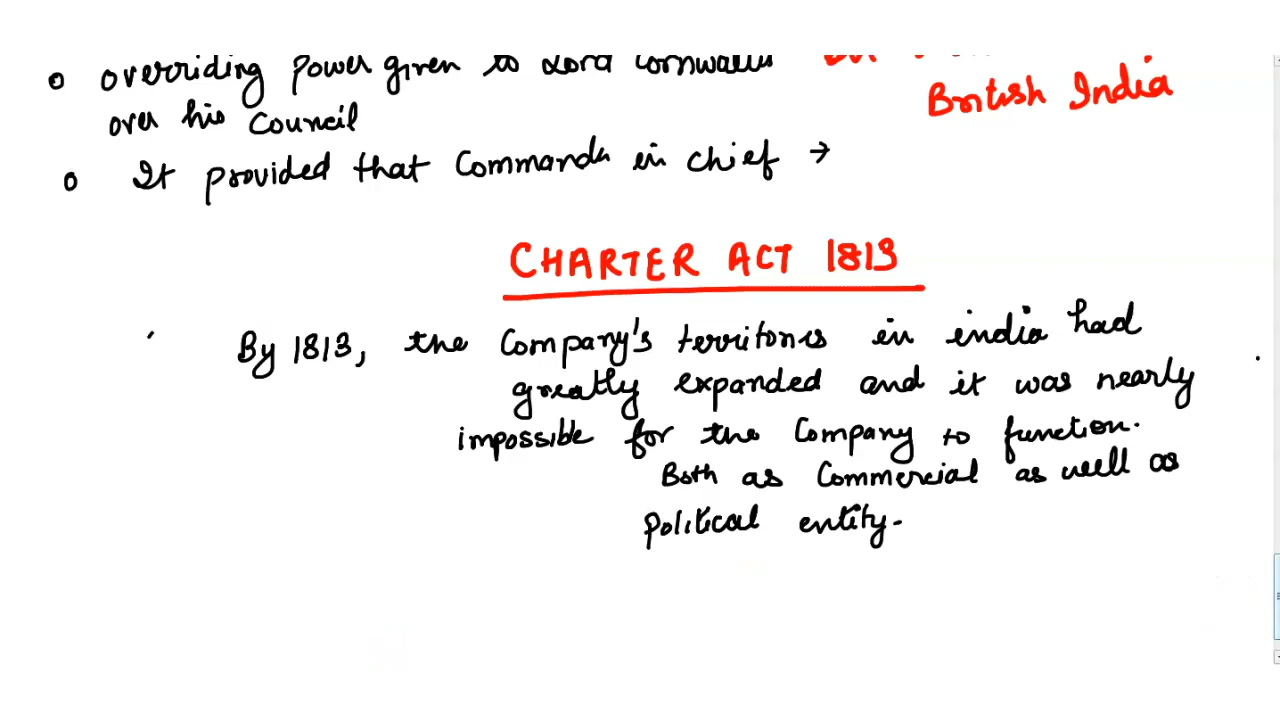 o overriding power given to Lord Cornwallis
British India
over his Council
o It provided that Commander in chief →
CHARTER ACT 1813
By 1813, the Company's territories in india had
greatly expanded and it was nearly
impossible for the Company to function.
Both as Commercial as well as
political entity.